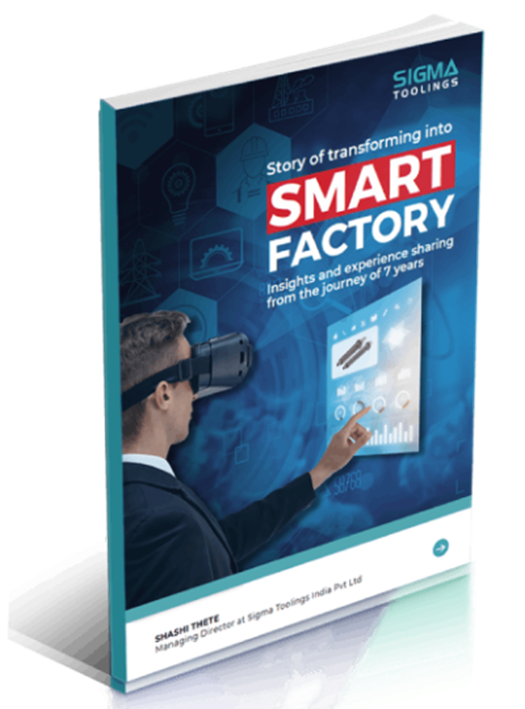 SIGMA
TOOLINGS
Story of transforming into
SMART
FACTORY
Insights and experience sharing
from the journey of 7 years
SHASHI THETE
Managing Director at Sigma Toolings India Pvt Ltd